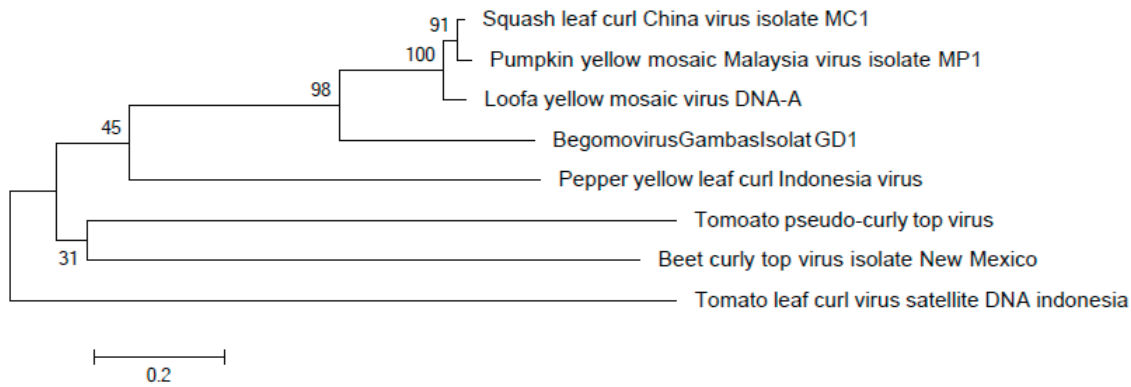 Squash leaf curl China virus isolate MC1
91
Pumpkin yellow mosaic Malaysia virus isolate MP1
100
Loofa yellow mosaic virus DNA-A
98
BegomovirusGambasIsolat GD1
45
Pepper yellow leaf curl Indonesia virus
Tomoato pseudo-curly top virus
31
Beet curly top virus isolate New Mexico
Tomato leaf curl virus satellite DNA indonesia
0.2